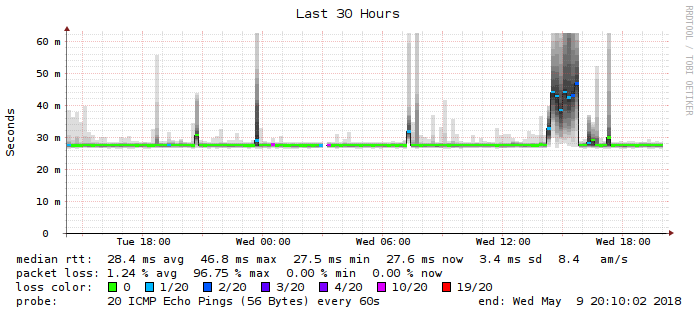 Last 30 Hours
RRDTOOL / TOBI OETIKER
Seconds
60 m
50 m
40 m
30 m
20 m
10 m
0
Tue 18:00 Wed 00:00 Wed 06:00 Wed 12:00 Wed 18:00
median rtt: 28.4 ms avg 46.8 ms max 27.5 ms min 27.6 ms now 3.4 ms sd 8.4 am/s
packet loss: 1.24 % avg 96.75 % max 0.00 % min 0.00 % now
loss color: 0 1/20 2/20 3/20 4/20 10/20 19/20
probe: 20 ICMP Echo Pings (56 Bytes) every 60s end: Wed May 9 20:10:02 2018